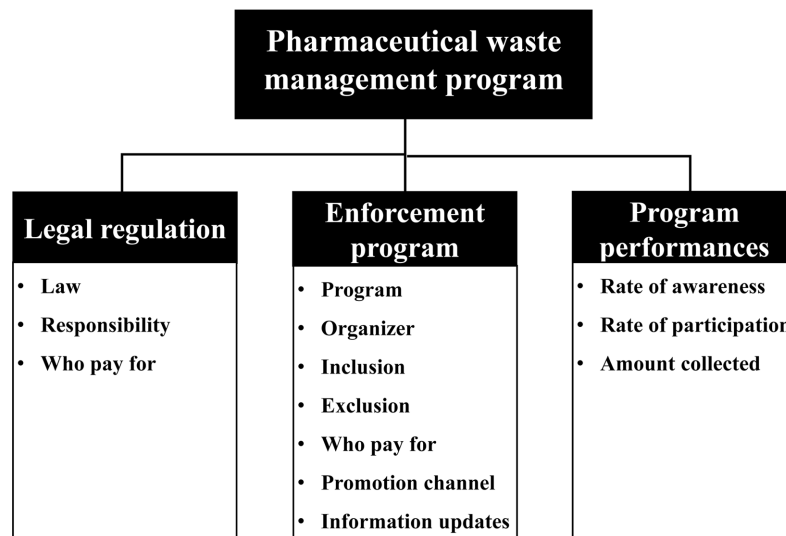 Pharmaceutical waste
management program
Legal regulation
• Law
• Responsibility
• Who pay for
Enforcement
program
• Program
• Organizer
• Inclusion
• Exclusion
• Who pay for
• Promotion channel
• Information updates
Program
performances
• Rate of awareness
• Rate of participation
• Amount collected